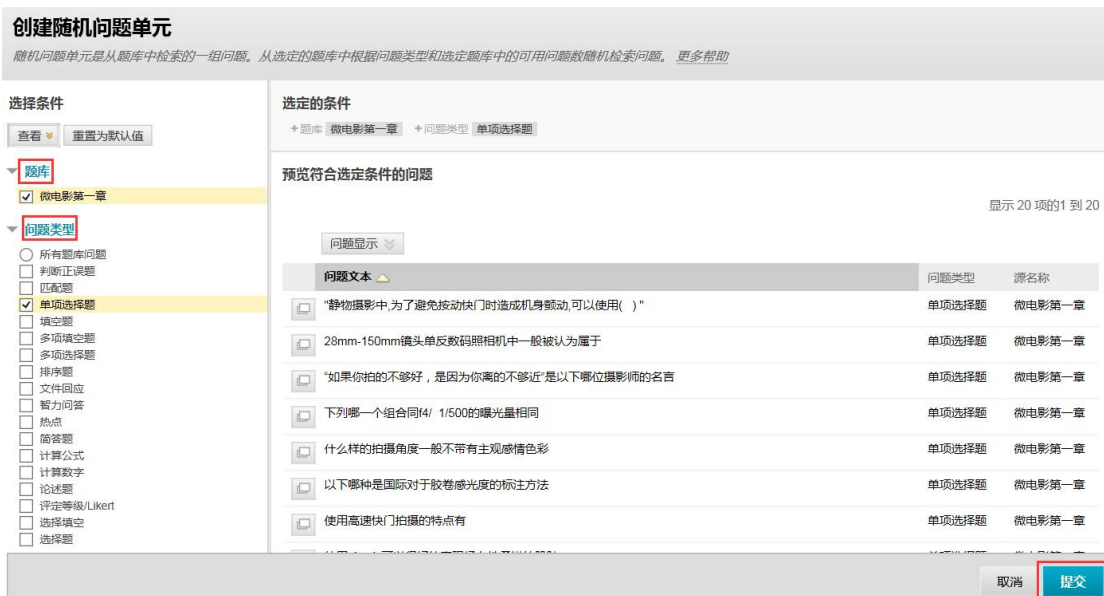 创建随机问题单元
随机问题单元是从题库中检索的一组问题。从选定的题库中根据问题类型和选定题库中的可用问题数随机检索问题。 更多帮助
选择条件
查看 重置为默认值
题库
微电影第一章
问题类型
所有题库问题
判断正误题
匹配题
单项选择题
填空题
多项填空题
多项选择题
排序题
文件回应
智力问答
热点
简答题
计算公式
计算数字
论述题
评定等级/Likert
选择填空
选择题
选定的条件
+题库 微电影第一章 +问题类型 单项选择题
预览符合选定条件的问题
显示 20 项的1 到 20
问题显示
问题文本 问题类型 源名称
"静物摄影中,为了避免按动快门时造成机身颤动,可以使用( )" 单项选择题 微电影第一章
28mm-150mm镜头单反数码照相机中一般被认为属于 单项选择题 微电影第一章
"如果你拍的不够好，是因为你离的不够近"是以下哪位摄影师的名言 单项选择题 微电影第一章
下列哪一个组合同f4/ 1/500的曝光量相同 单项选择题 微电影第一章
什么样的拍摄角度一般不带有主观感情色彩 单项选择题 微电影第一章
以下哪种是国际对于胶卷感光度的标注方法 单项选择题 微电影第一章
使用高速快门拍摄的特点有 单项选择题 微电影第一章
取消 提交